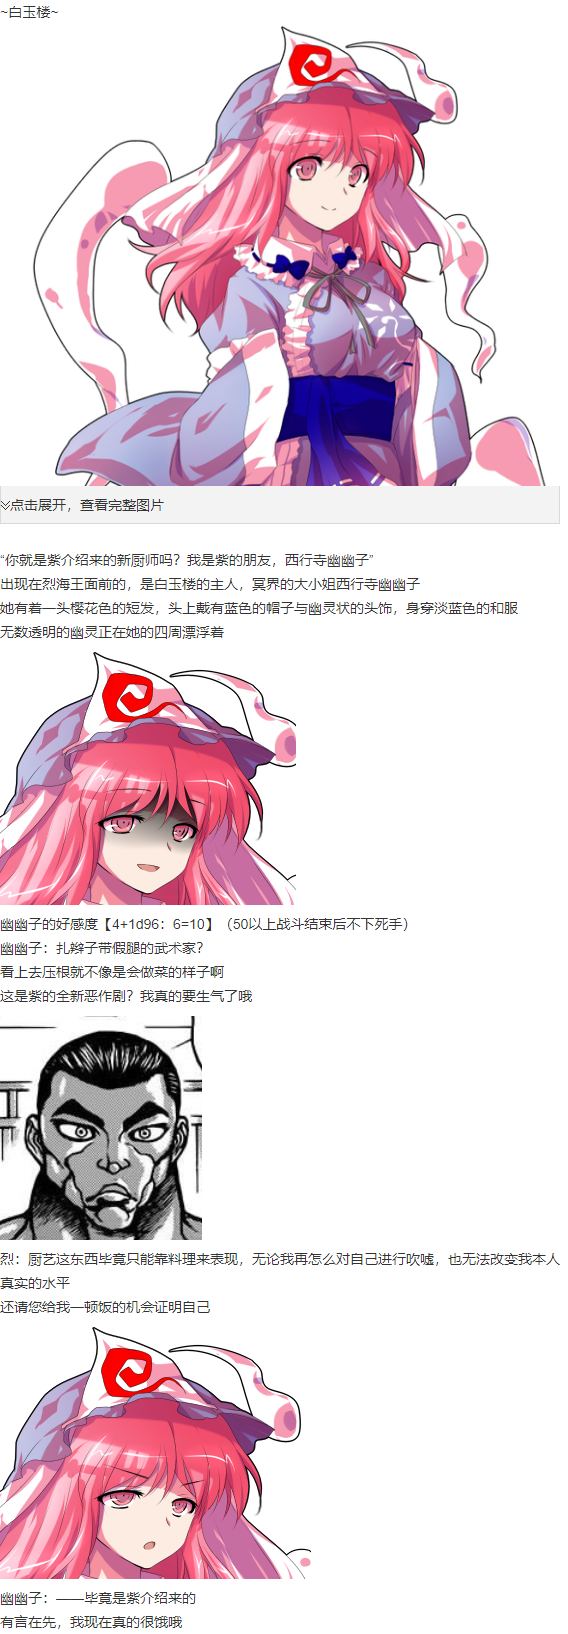 ~白玉楼~
点击展开，查看完整图片
“你就是紫介绍来的新厨师吗？我是紫的朋友，西行寺幽幽子”
出现在烈海王面前的，是白玉楼的主人，冥界的大小姐西行寺幽幽子
她有着一头樱花色的短发，头上戴有蓝色的帽子与幽灵状的头饰，身穿淡蓝色的和服
无数透明的幽灵正在她的四周漂浮着
幽幽子的好感度【4+1d96：6=10】（50以上战斗结束后不下死手）
幽幽子：扎辫子带假腿的武术家？
看上去压根就不像是会做菜的样子啊
这是紫的全新恶作剧？我真的要生气了哦
烈：厨艺这东西毕竟只能靠料理来表现，无论我再怎么对自己进行吹嘘，也无法改变我本人
真实的水平
还请您给我一顿饭的机会证明自己
幽幽子：——毕竟是紫介绍来的
有言在先，我现在真的很饿哦